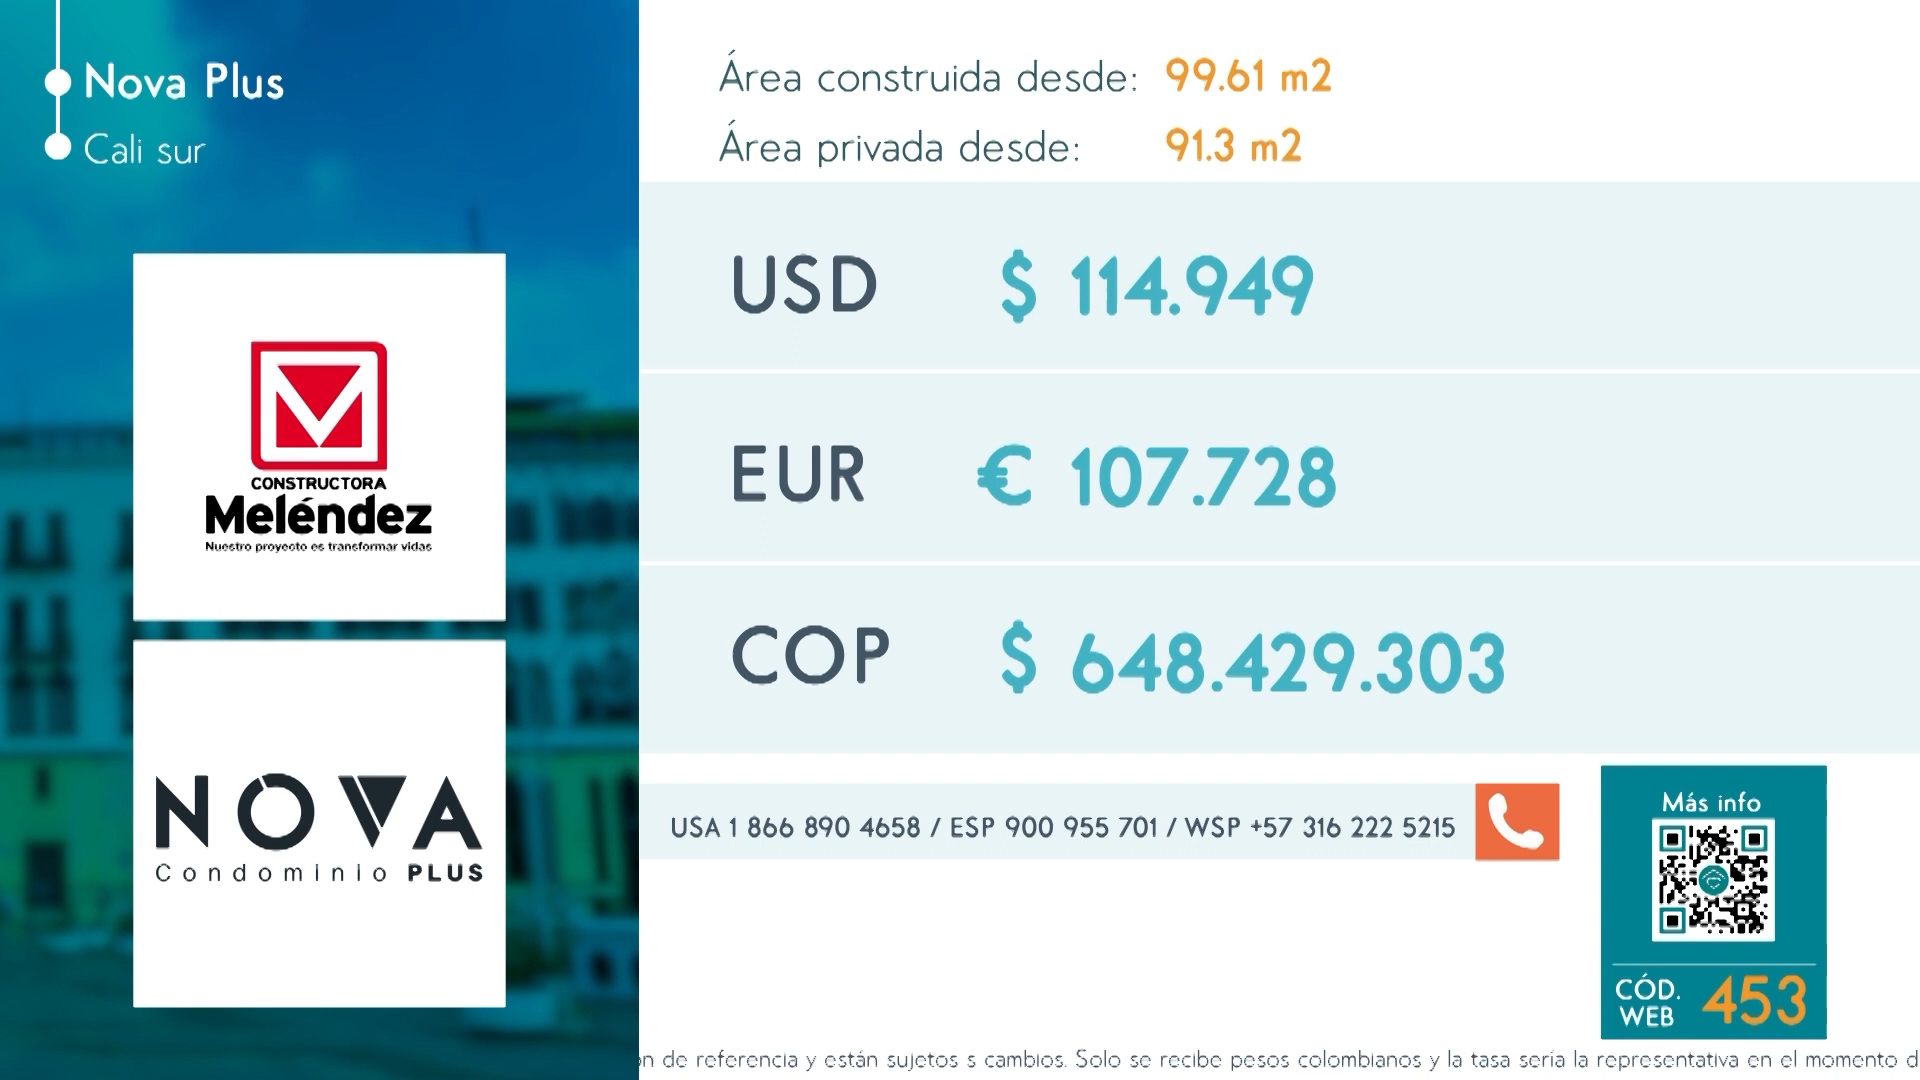 Nova Plus
Cali sur
CONSTRUCTORA
Meléndez
Nuestro proyecto es transformar vidas
NOVA
Condominio PLUS
Área construida desde: 99.61 m2
Área privada desde: 91.3 m2
USD $ 114.949
EUR € 107.728
COP $ 648.429.303
USA 1 866 890 4658 / ESP 900 955 701 / WSP +57 316 222 5215
Más info
CÓD. WEB 453
de referencia y están sujetos s cambios. Solo se recibe pesos colombianos y la tasa sería la representativa en el momento